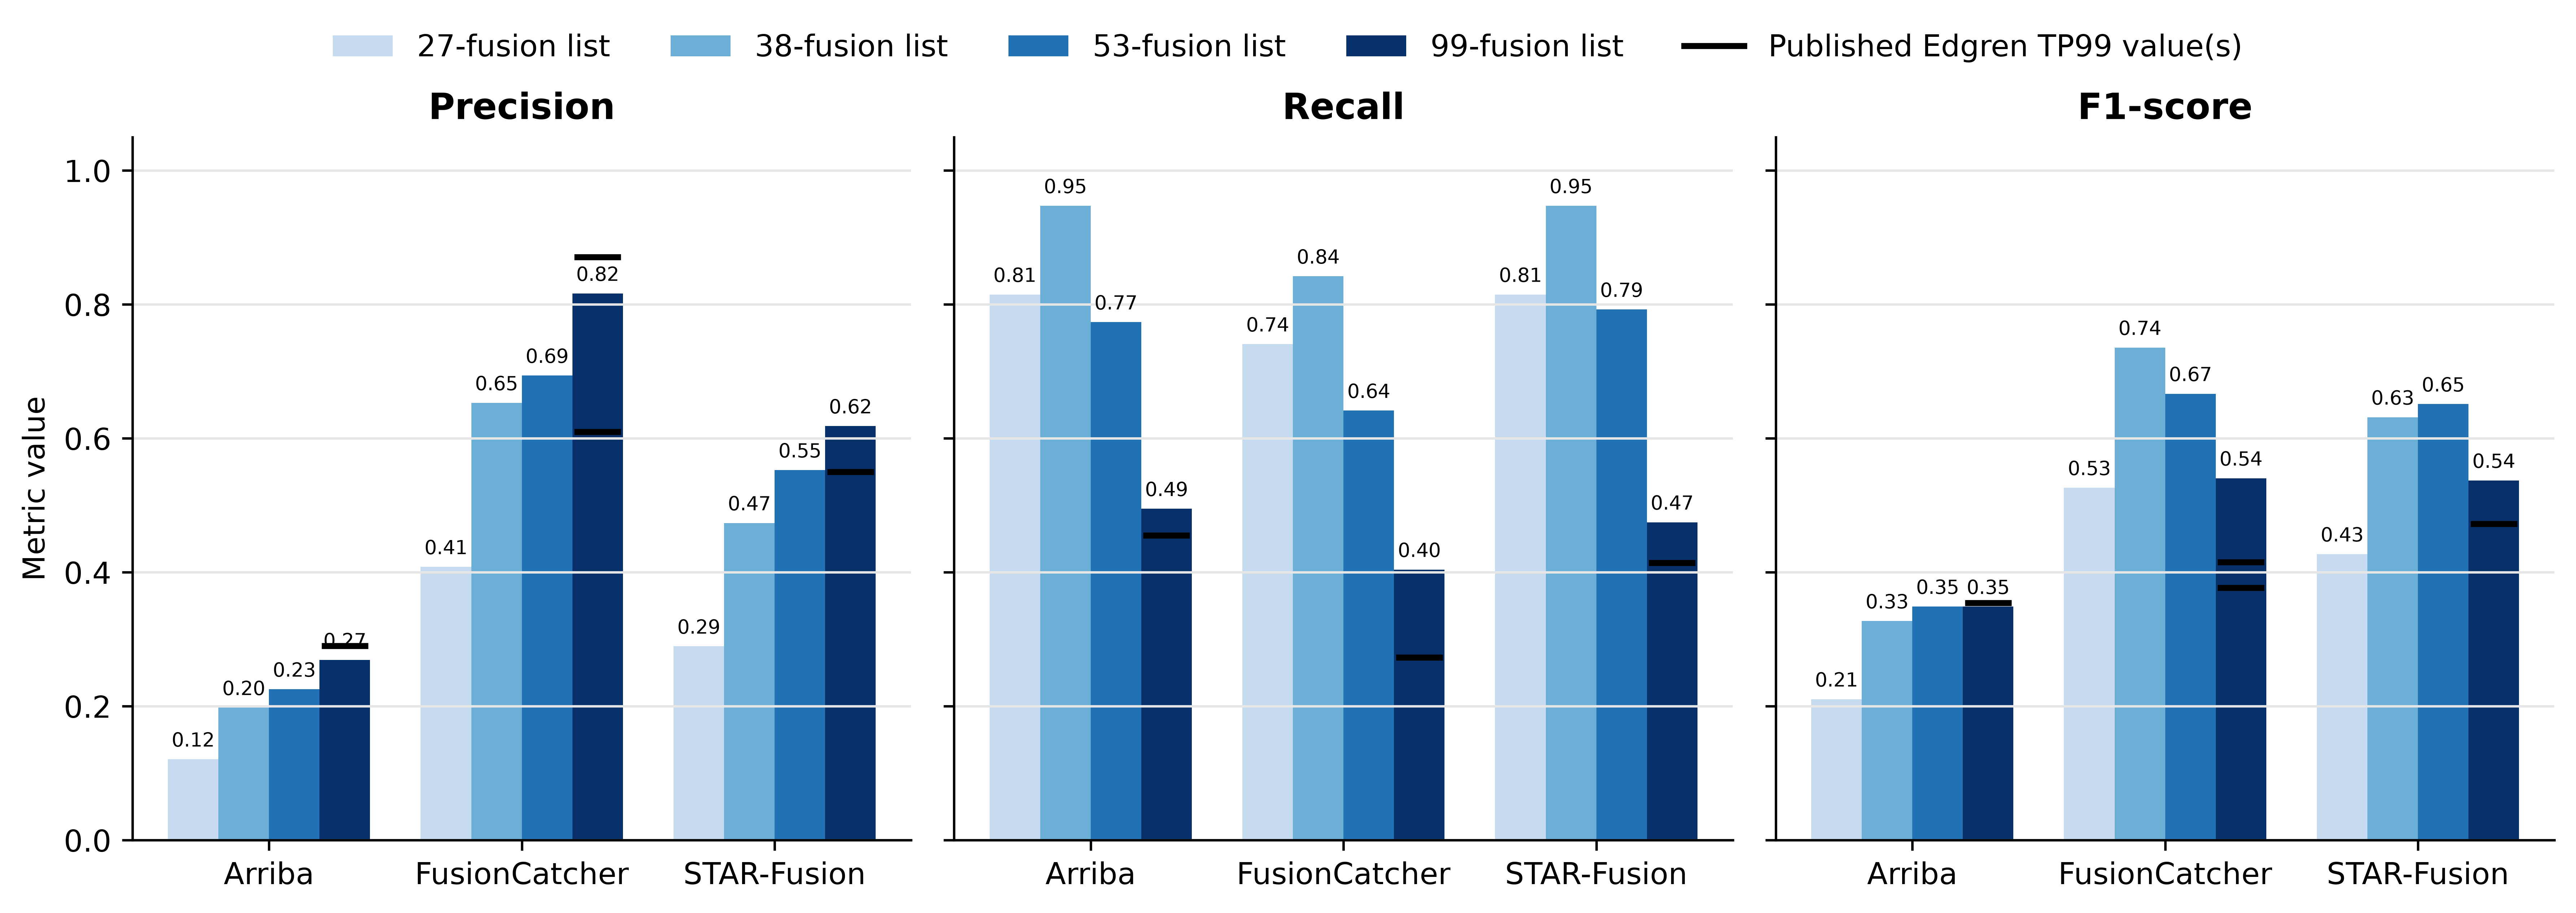 27-fusion list 38-fusion list 53-fusion list 99-fusion list Published Edgren TP99 value(s)
Precision Recall F1-score
Metric value
1.0
0.8
0.6
0.4
0.2
0.0
0.12 0.20 0.23 0.27
0.41 0.65 0.69 0.82
0.29 0.47 0.55 0.62
Arriba FusionCatcher STAR-Fusion
0.81 0.95 0.77 0.49
0.74 0.84 0.64 0.40
0.81 0.95 0.79 0.47
Arriba FusionCatcher STAR-Fusion
0.21 0.33 0.35 0.35
0.53 0.74 0.67 0.54
0.43 0.63 0.65 0.54
Arriba FusionCatcher STAR-Fusion